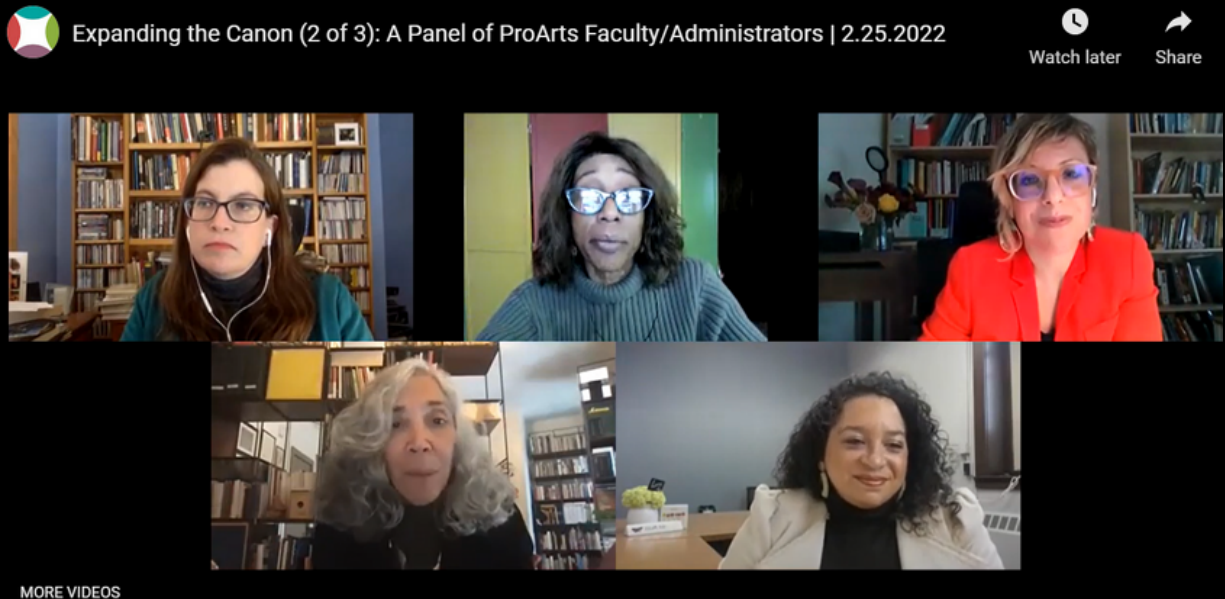 Expanding the Canon (2 of 3): A Panel of ProArts Faculty/Administrators | 2.25.2022
Watch later
Share
MORE VIDEOS